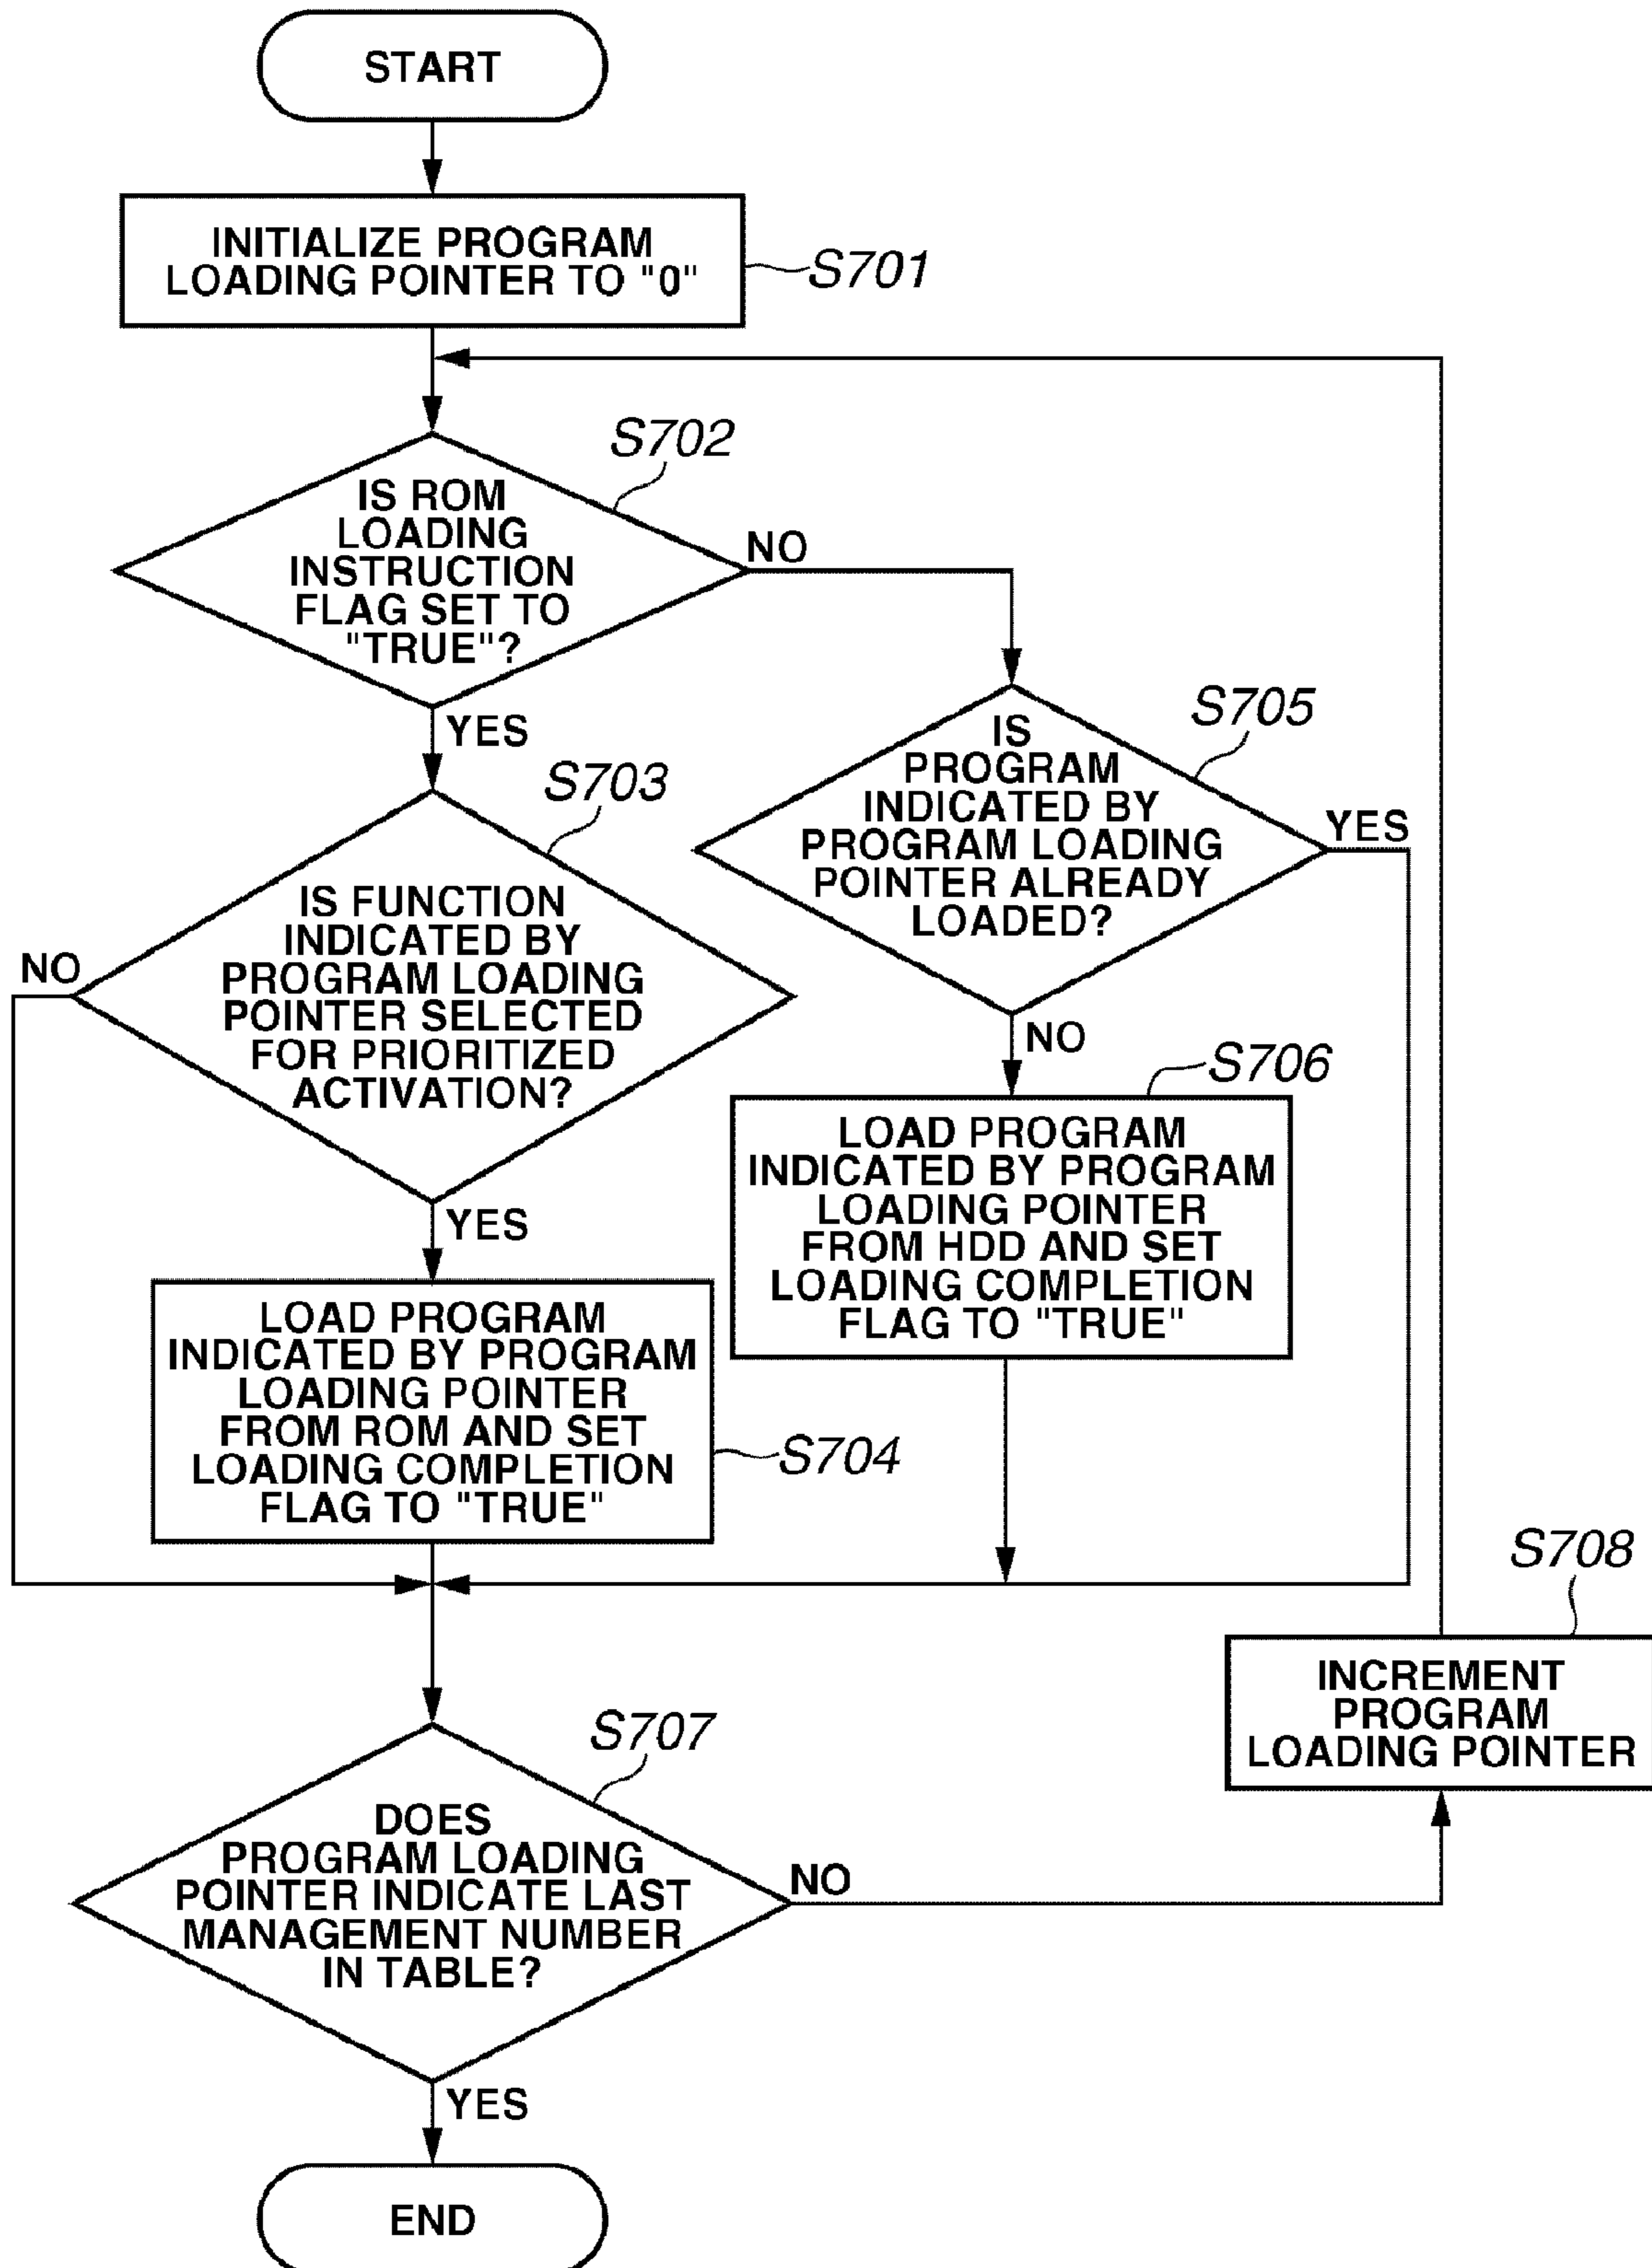 START
INITIALIZE PROGRAM
LOADING POINTER TO "0"
S701
S702
IS ROM
LOADING
INSTRUCTION
FLAG SET TO
"TRUE"?
NO
YES
S703
IS FUNCTION
INDICATED BY
PROGRAM LOADING
POINTER SELECTED
FOR PRIORITIZED
ACTIVATION?
NO
YES
LOAD PROGRAM
INDICATED BY PROGRAM
LOADING POINTER
FROM ROM AND SET
LOADING COMPLETION
FLAG TO "TRUE"
S704
S705
IS
PROGRAM
INDICATED BY
PROGRAM LOADING
POINTER ALREADY
LOADED?
YES
NO
S706
LOAD PROGRAM
INDICATED BY PROGRAM
LOADING POINTER
FROM HDD AND SET
LOADING COMPLETION
FLAG TO "TRUE"
S707
DOES
PROGRAM LOADING
POINTER INDICATE LAST
MANAGEMENT NUMBER
IN TABLE?
NO
S708
INCREMENT
PROGRAM
LOADING POINTER
YES
END